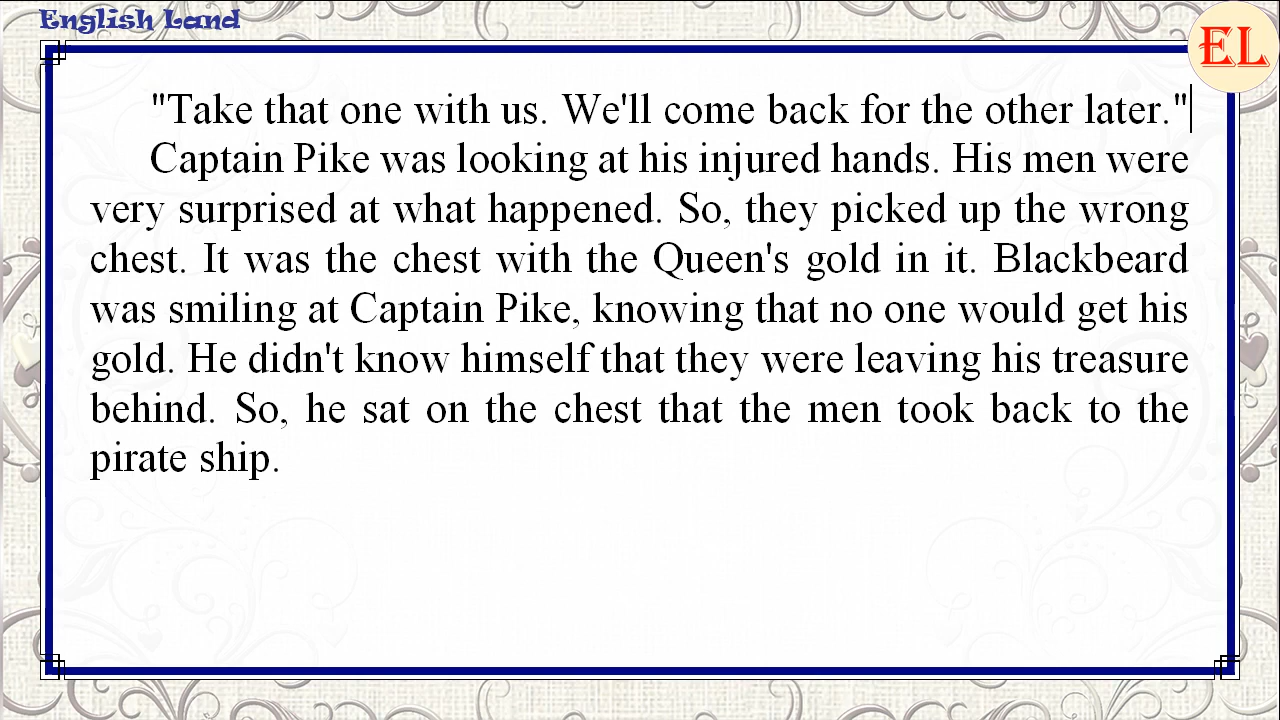 English Land
EL
"Take that one with us. We'll come back for the other later."
Captain Pike was looking at his injured hands. His men were
very surprised at what happened. So, they picked up the wrong
chest. It was the chest with the Queen's gold in it. Blackbeard
was smiling at Captain Pike, knowing that no one would get his
gold. He didn't know himself that they were leaving his treasure
behind. So, he sat on the chest that the men took back to the
pirate ship.